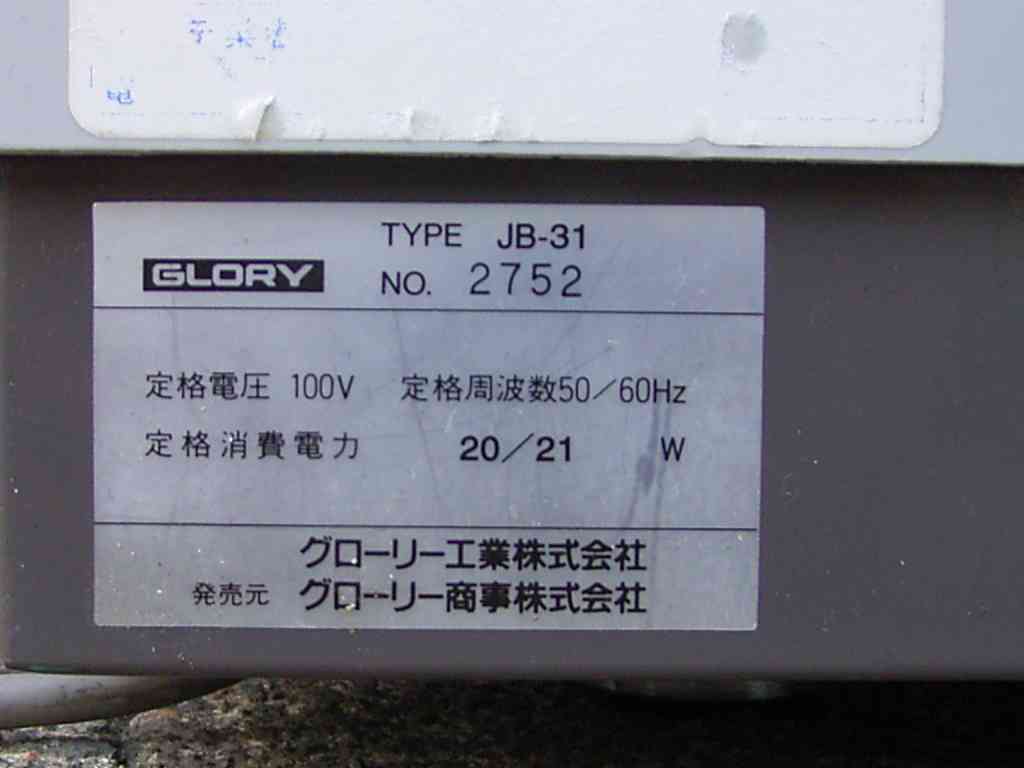 TYPE JB-31
GLORY NO. 2752
定格電圧 100V 定格周波数50/60Hz
定格消費電力 20/21 W
グローリー工業株式会社
発売元 グローリー商事株式会社